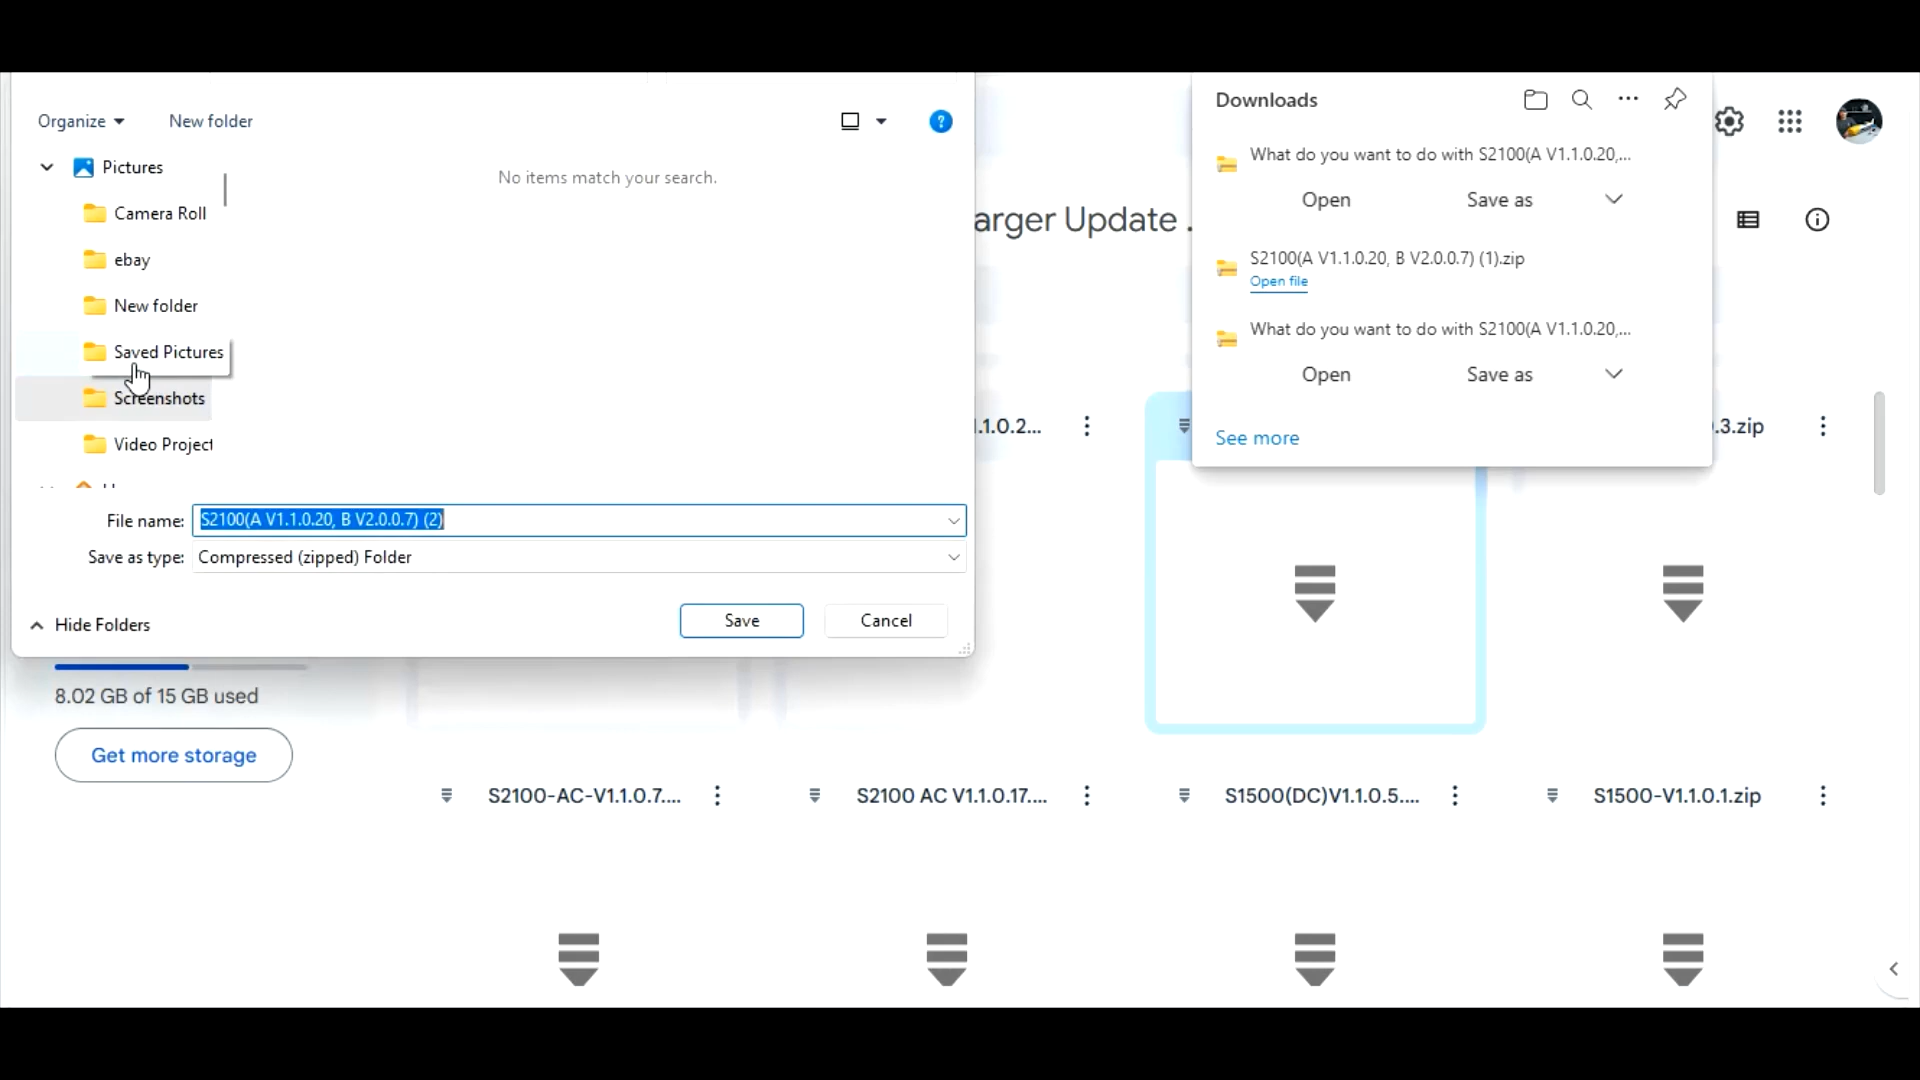 Organize
New folder
Pictures
Camera Roll
ebay
New folder
Saved Pictures
Screenshots
Video Project
No items match your search.
File name: S2100(A V1.1.0.20, B V2.0.0.7) (2)
Save as type: Compressed (zipped) Folder
Hide Folders
Save
Cancel
Downloads
What do you want to do with S2100(A V1.1.0.20,...
Open
Save as
S2100(A V1.1.0.20, B V2.0.0.7) (1).zip
Open file
What do you want to do with S2100(A V1.1.0.20,...
Open
Save as
See more
arger Update .
.1.0.2...
.3.zip
8.02 GB of 15 GB used
Get more storage
S2100-AC-V1.1.0.7....
S2100 AC V1.1.0.17....
S1500(DC)V1.1.0.5....
S1500-V1.1.0.1.zip